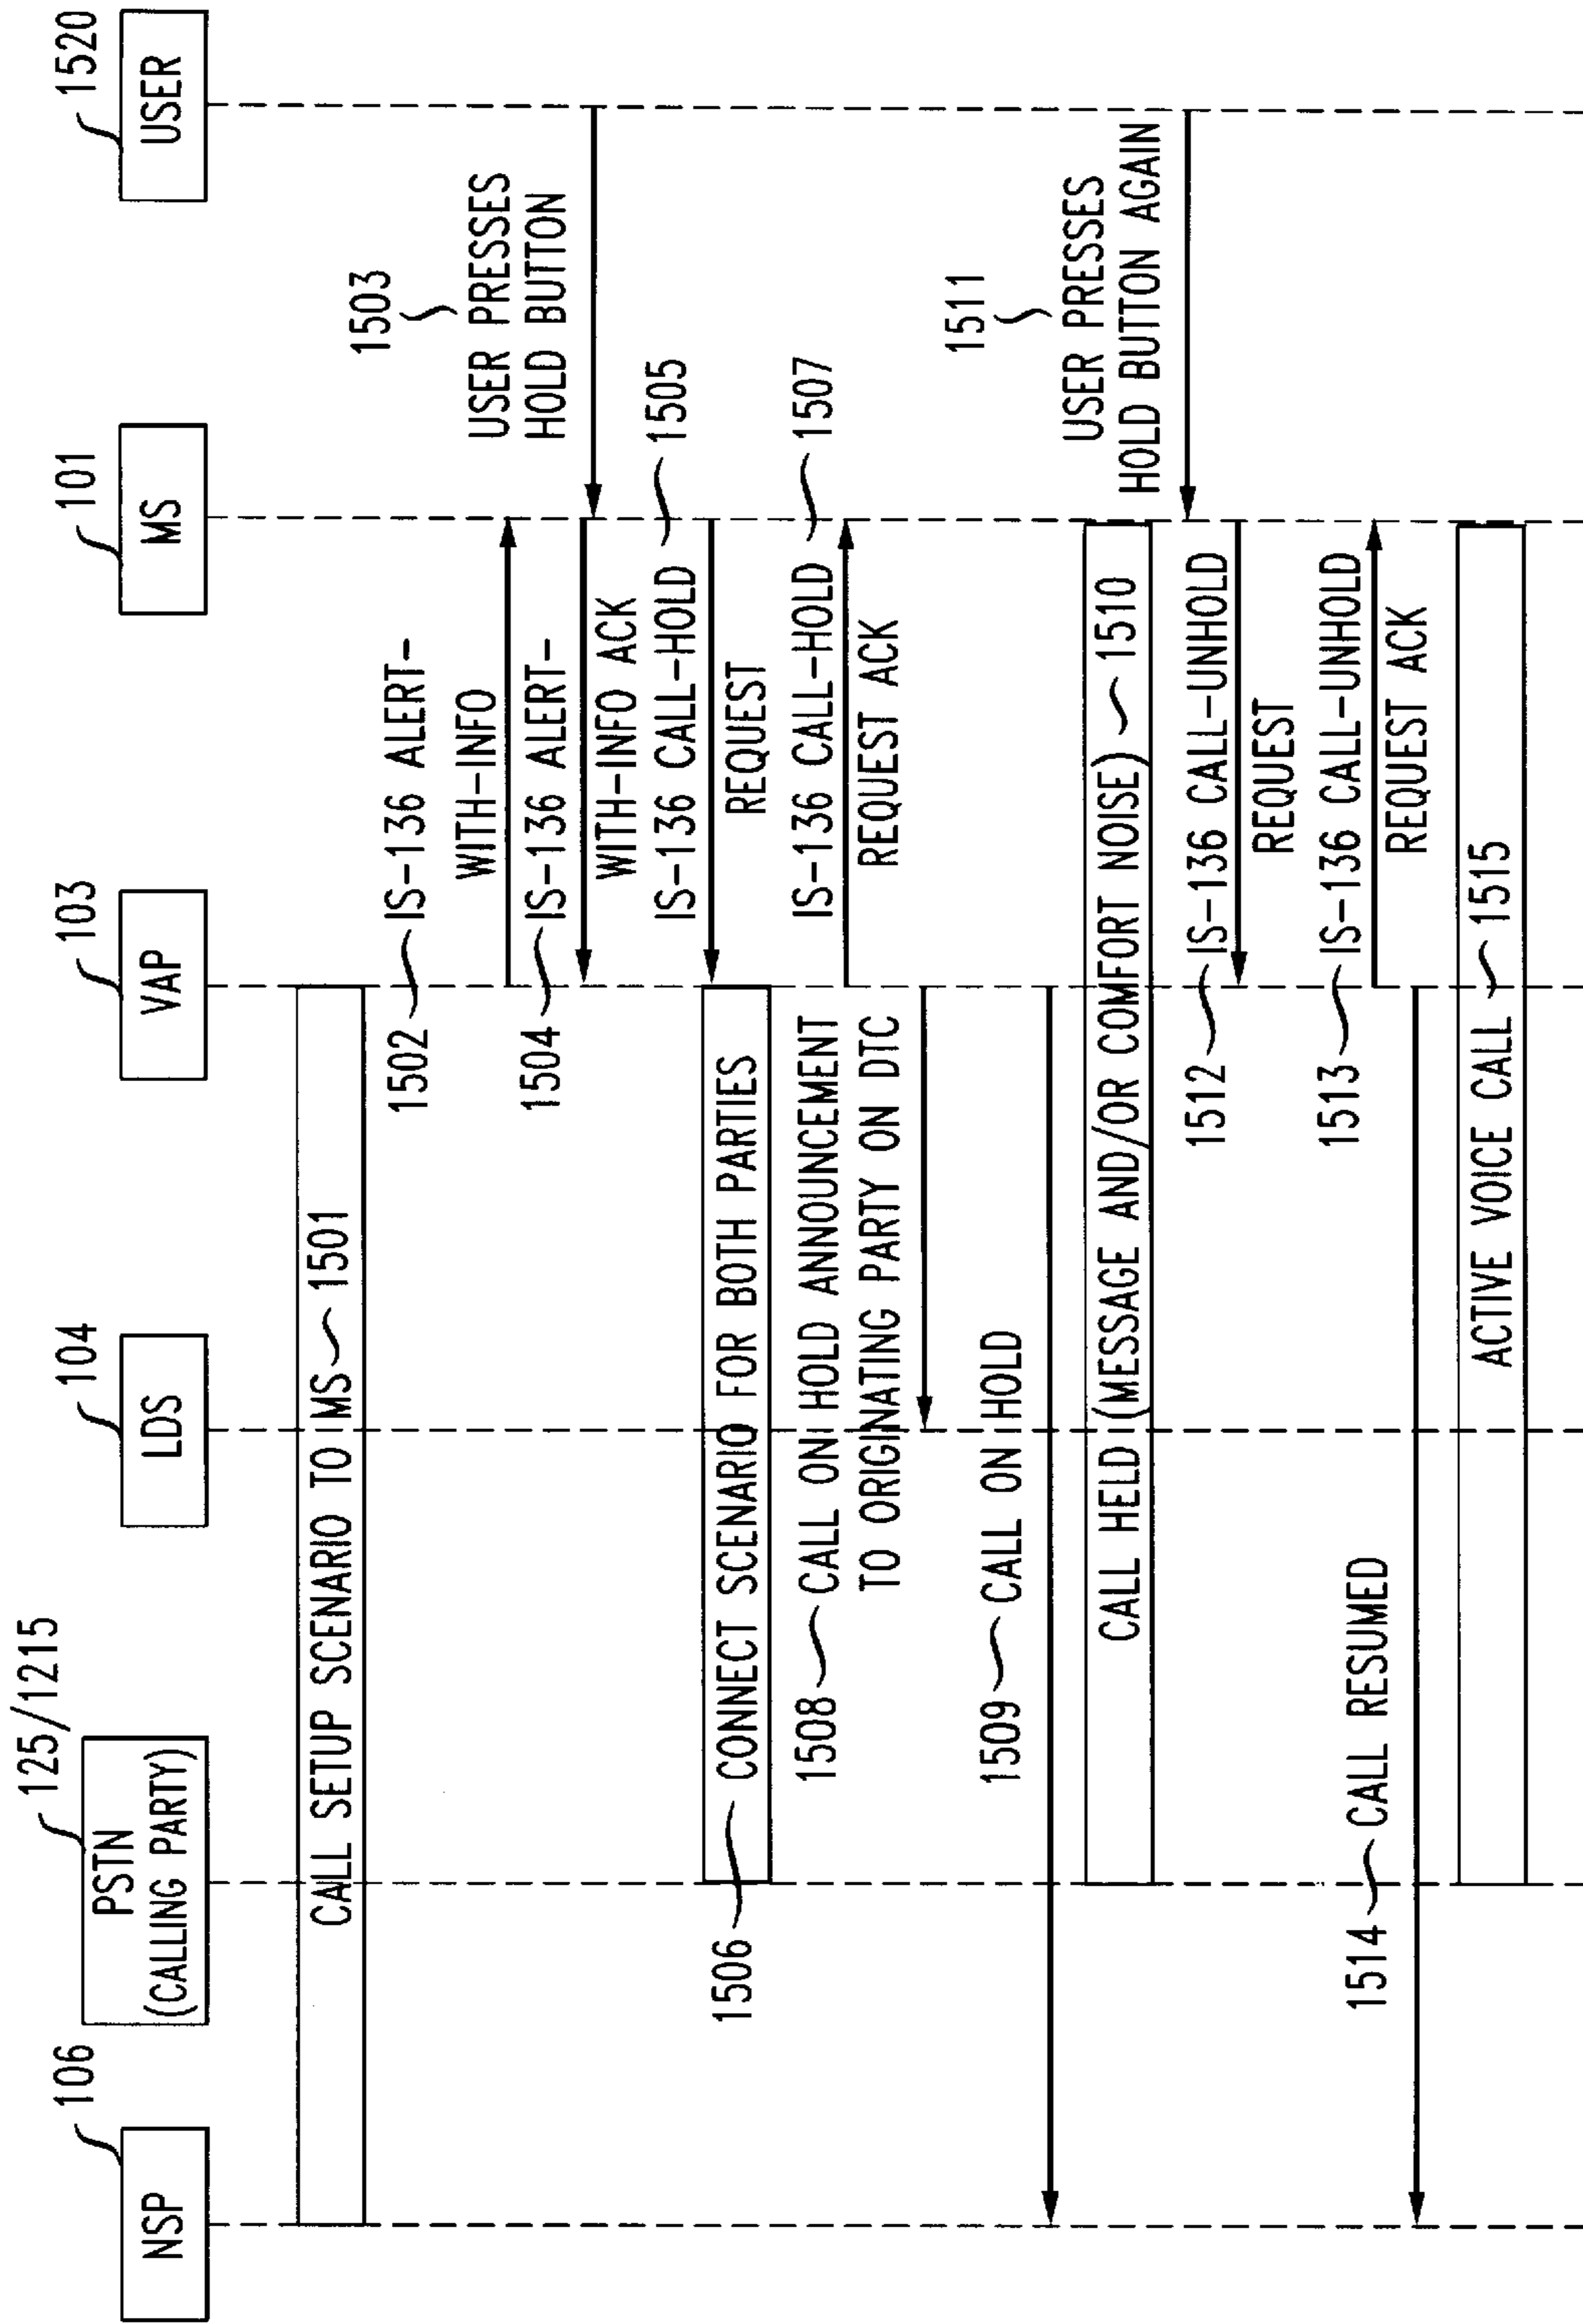 NSP
106
PSTN
(CALLING PARTY)
125/1215
LDS
104
VAP
103
MS
101
USER
1520
CALL SETUP SCENARIO TO MS 1501
1502 IS-136 ALERT-
WITH-INFO
1503
USER PRESSES
HOLD BUTTON
1504 IS-136 ALERT-
WITH-INFO ACK
IS-136 CALL-HOLD 1505
REQUEST
1506 CONNECT SCENARIO FOR BOTH PARTIES
IS-136 CALL-HOLD 1507
REQUEST ACK
1508 CALL ON HOLD ANNOUNCEMENT
TO ORIGINATING PARTY ON DTC
1509 CALL ON HOLD
CALL HELD (MESSAGE AND/OR COMFORT NOISE) 1510
1511
USER PRESSES
HOLD BUTTON AGAIN
1512 IS-136 CALL-UNHOLD
REQUEST
1513 IS-136 CALL-UNHOLD
REQUEST ACK
1514 CALL RESUMED
ACTIVE VOICE CALL 1515